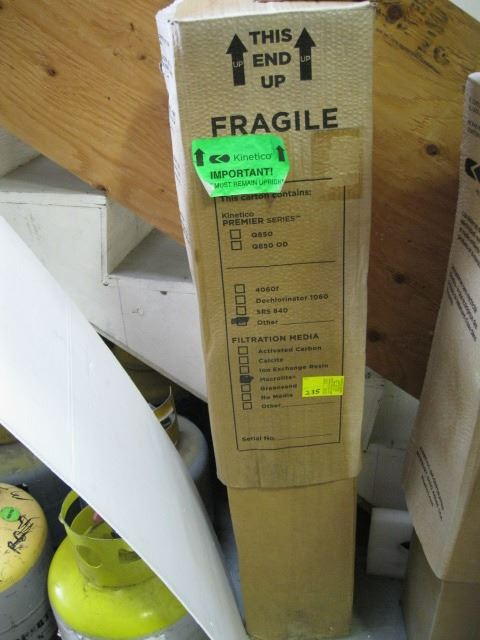 THIS
END
UP
UP
UP
FRAGILE
Kinetico
IMPORTANT!
MUST REMAIN UPRIGHT
This carton contains:
Kinetico
PREMIER SERIES™
Q850
Q850 OD
4060f
Dechlorinator 1060
SRS 840
Other
FILTRATION MEDIA
Activated Carbon
Calcite
Ion Exchange Resin
Macrolite®
Greensand
No Media
Other
235
Serial No.